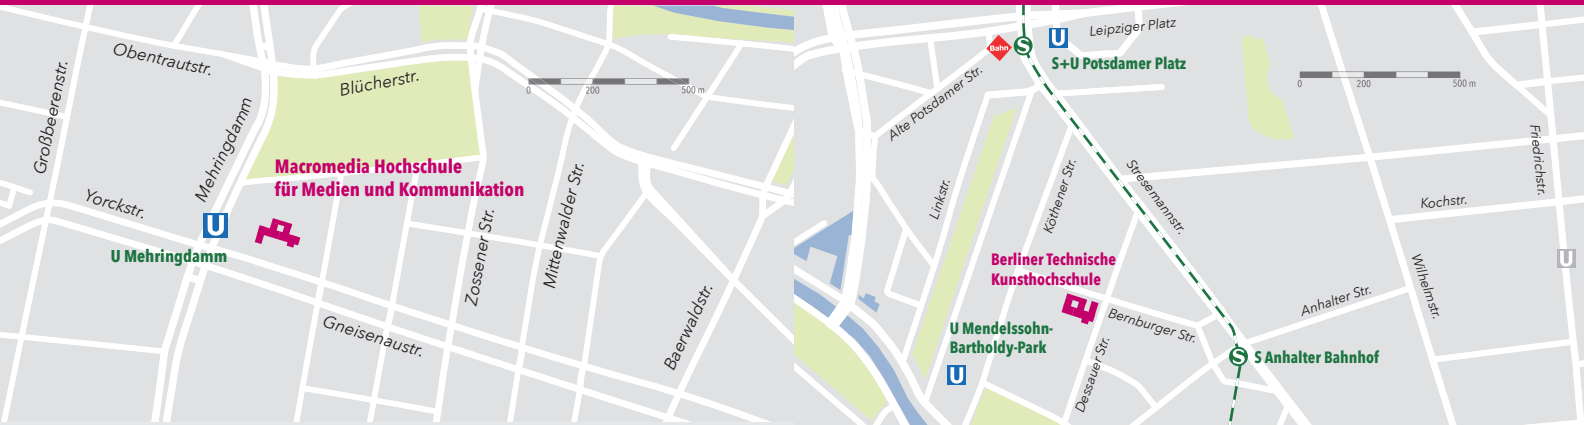 Obentrautstr.
Großbeerenstr.
Mehringdamm
Blücherstr.
0 200 500 m
Macromedia Hochschule
für Medien und Kommunikation
Yorckstr.
U
U Mehringdamm
Zossener Str.
Mittenwalder Str.
Gneisenaustr.
Baerwaldstr.
Leipziger Platz
Bahn
S
U
S+U Potsdamer Platz
0 200 500 m
Alte Potsdamer Str.
Linkstr.
Köthener Str.
Stresemannstr.
Friedrichstr.
Kochstr.
U
Wilhelmstr.
Berliner Technische
Kunsthochschule
Anhalter Str.
Bernburger Str.
U Mendelssohn-
Bartholdy-Park
U
Dessauer Str.
S
S Anhalter Bahnhof